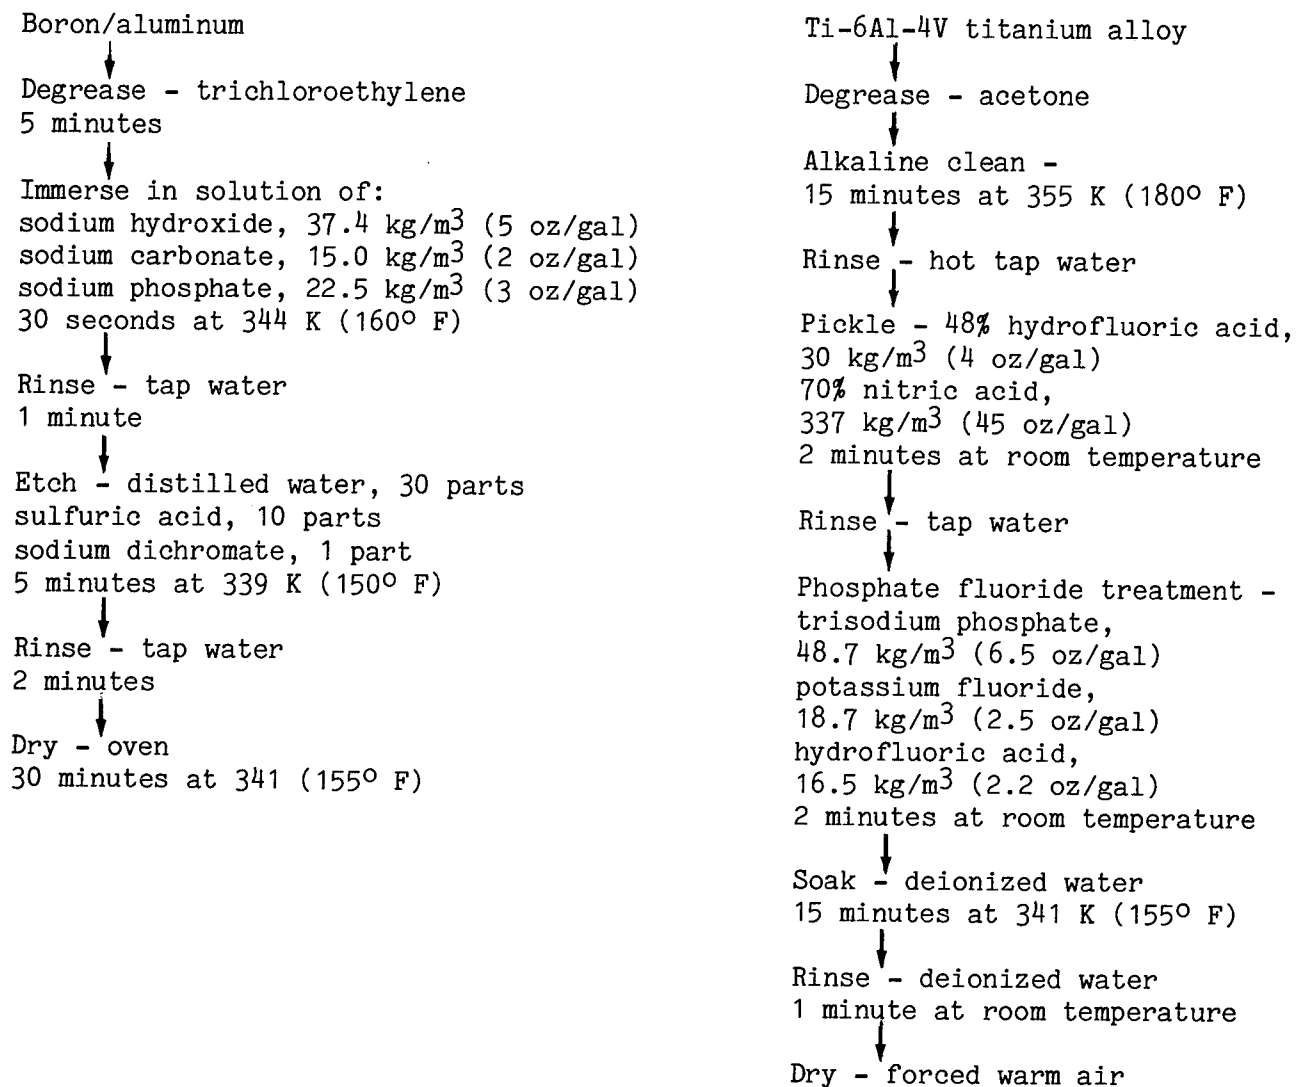 Boron/aluminum
Degrease - trichloroethylene
5 minutes
Immerse in solution of:
sodium hydroxide, 37.4 kg/m3 (5 oz/gal)
sodium carbonate, 15.0 kg/m3 (2 oz/gal)
sodium phosphate, 22.5 kg/m3 (3 oz/gal)
30 seconds at 344 K (160º F)
Rinse - tap water
1 minute
Etch - distilled water, 30 parts
sulfuric acid, 10 parts
sodium dichromate, 1 part
5 minutes at 339 K (150º F)
Rinse - tap water
2 minutes
Dry - oven
30 minutes at 341 (155º F)
Ti-6Al-4V titanium alloy
Degrease - acetone
Alkaline clean -
15 minutes at 355 K (180º F)
Rinse - hot tap water
Pickle - 48% hydrofluoric acid,
30 kg/m3 (4 oz/gal)
70% nitric acid,
337 kg/m3 (45 oz/gal)
2 minutes at room temperature
Rinse - tap water
Phosphate fluoride treatment -
trisodium phosphate,
48.7 kg/m3 (6.5 oz/gal)
potassium fluoride,
18.7 kg/m3 (2.5 oz/gal)
hydrofluoric acid,
16.5 kg/m3 (2.2 oz/gal)
2 minutes at room temperature
Soak - deionized water
15 minutes at 341 K (155º F)
Rinse - deionized water
1 minute at room temperature
Dry - forced warm air